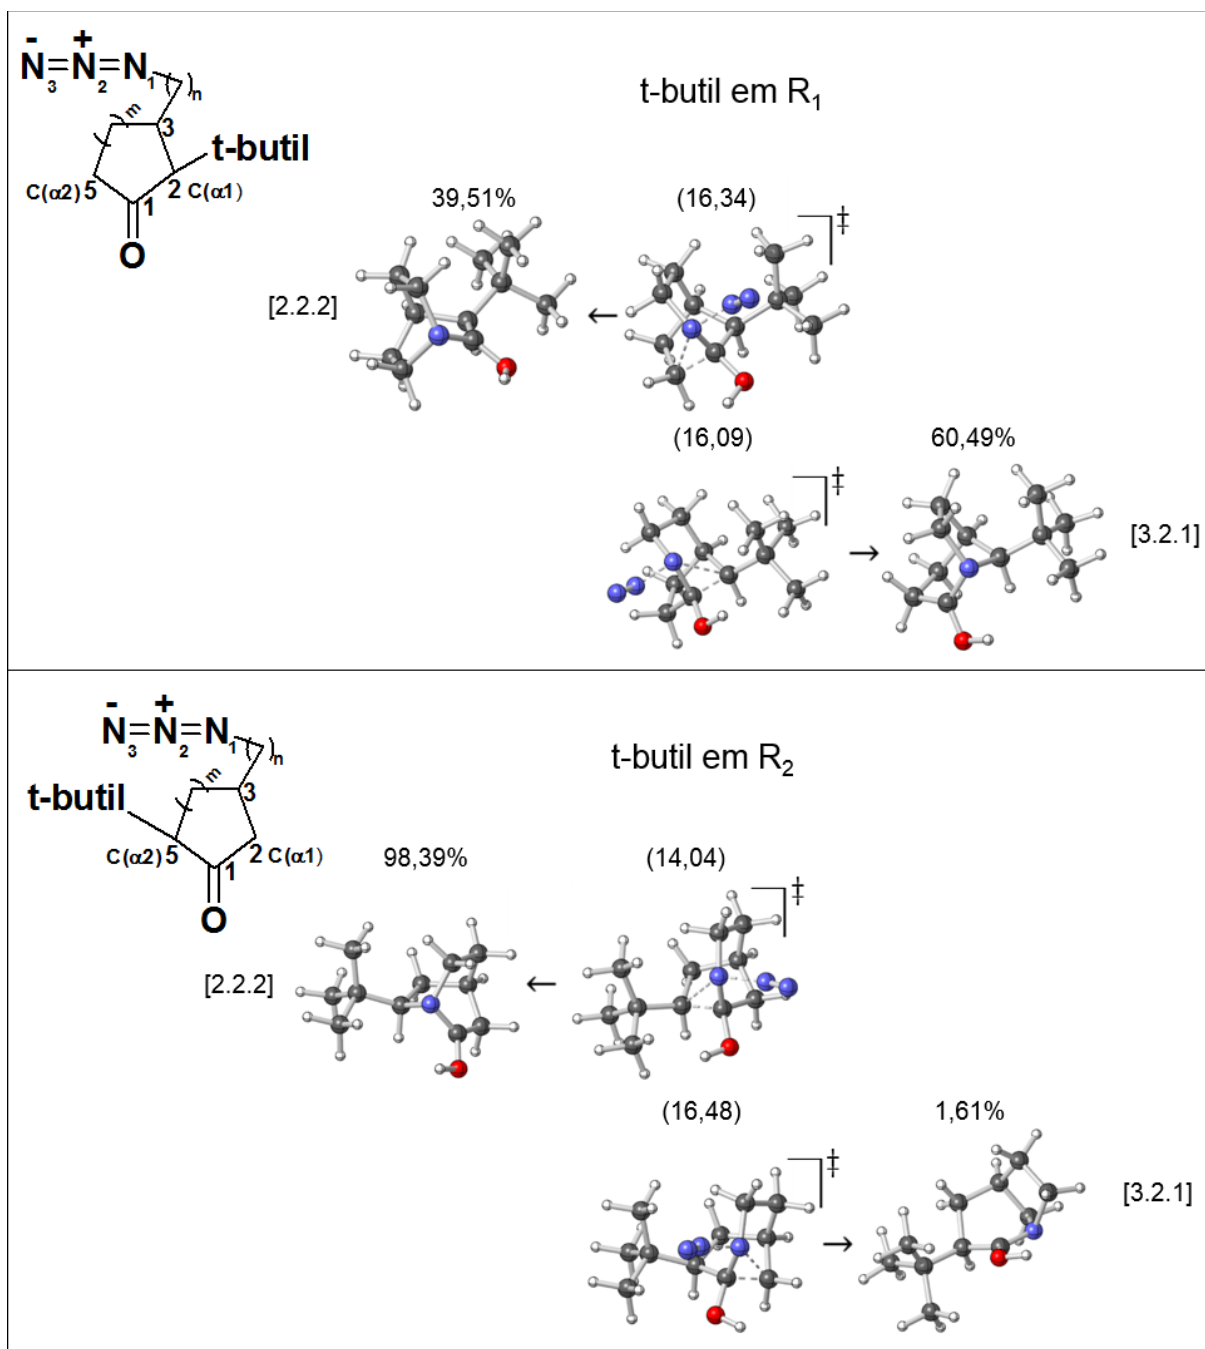 - +
N3=N2=N1
n
m
3
t-butil
C(α2) 5
2 C(α1)
1
O
t-butil em R1
39,51%
(16,34)
‡
[2.2.2]
←
(16,09)
60,49%
‡
→
[3.2.1]
- +
N3=N2=N1
n
m
t-butil
3
C(α2) 5
2 C(α1)
1
O
t-butil em R2
98,39%
(14,04)
‡
[2.2.2]
←
(16,48)
1,61%
‡
→
[3.2.1]